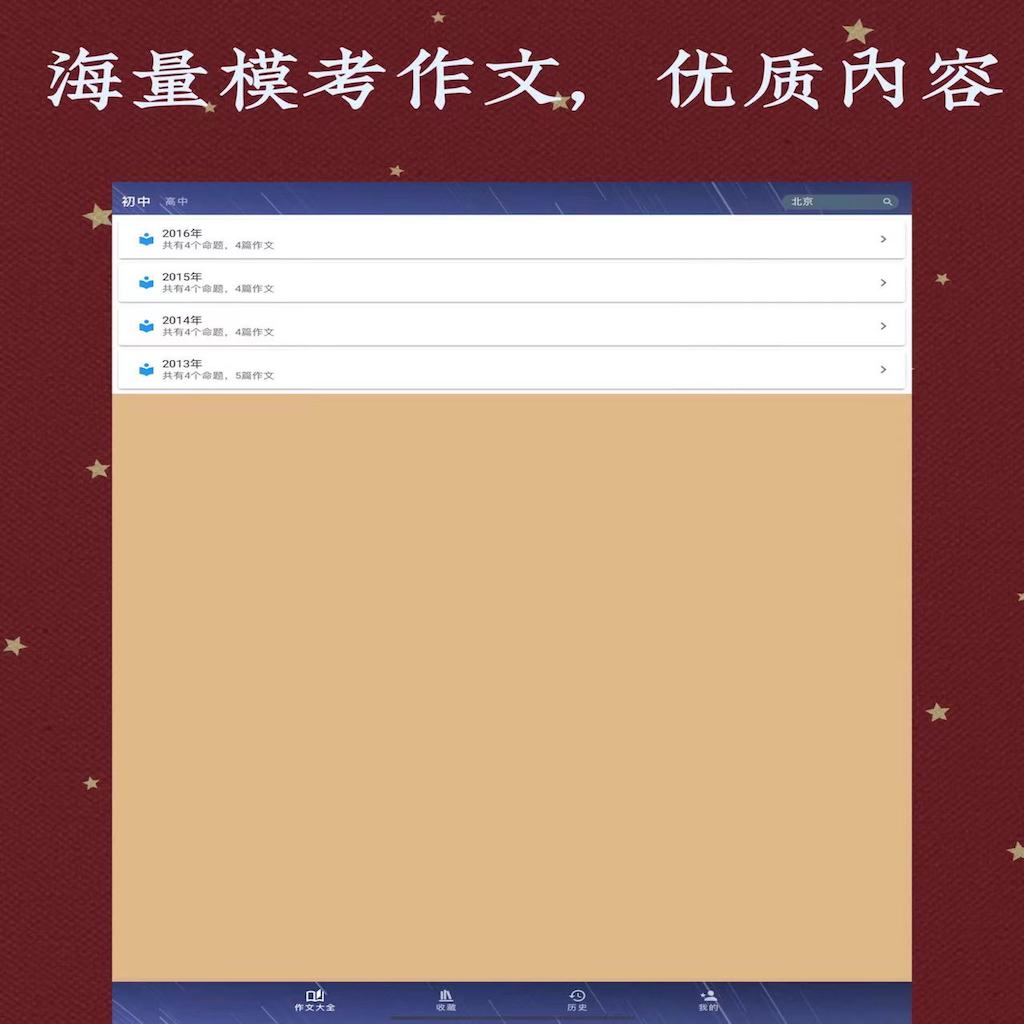 海量模考作文，优质内容
初中 高中 北京
2016年
共有4个命题，4篇作文
2015年
共有4个命题，4篇作文
2014年
共有4个命题，4篇作文
2013年
共有4个命题，5篇作文
作文大全 收藏 历史 我的